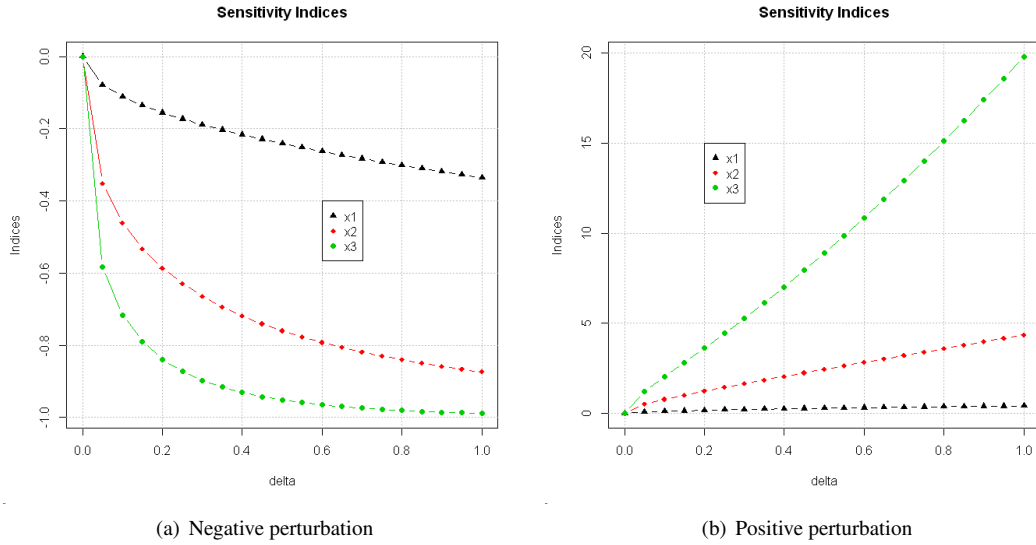 Sensitivity Indices
0.0
-0.2
-0.4
-0.6
-0.8
-1.0
Indices
x1
x2
x3
0.0 0.2 0.4 0.6 0.8 1.0
delta
(a) Negative perturbation
Sensitivity Indices
20
15
10
5
0
Indices
x1
x2
x3
0.0 0.2 0.4 0.6 0.8 1.0
delta
(b) Positive perturbation